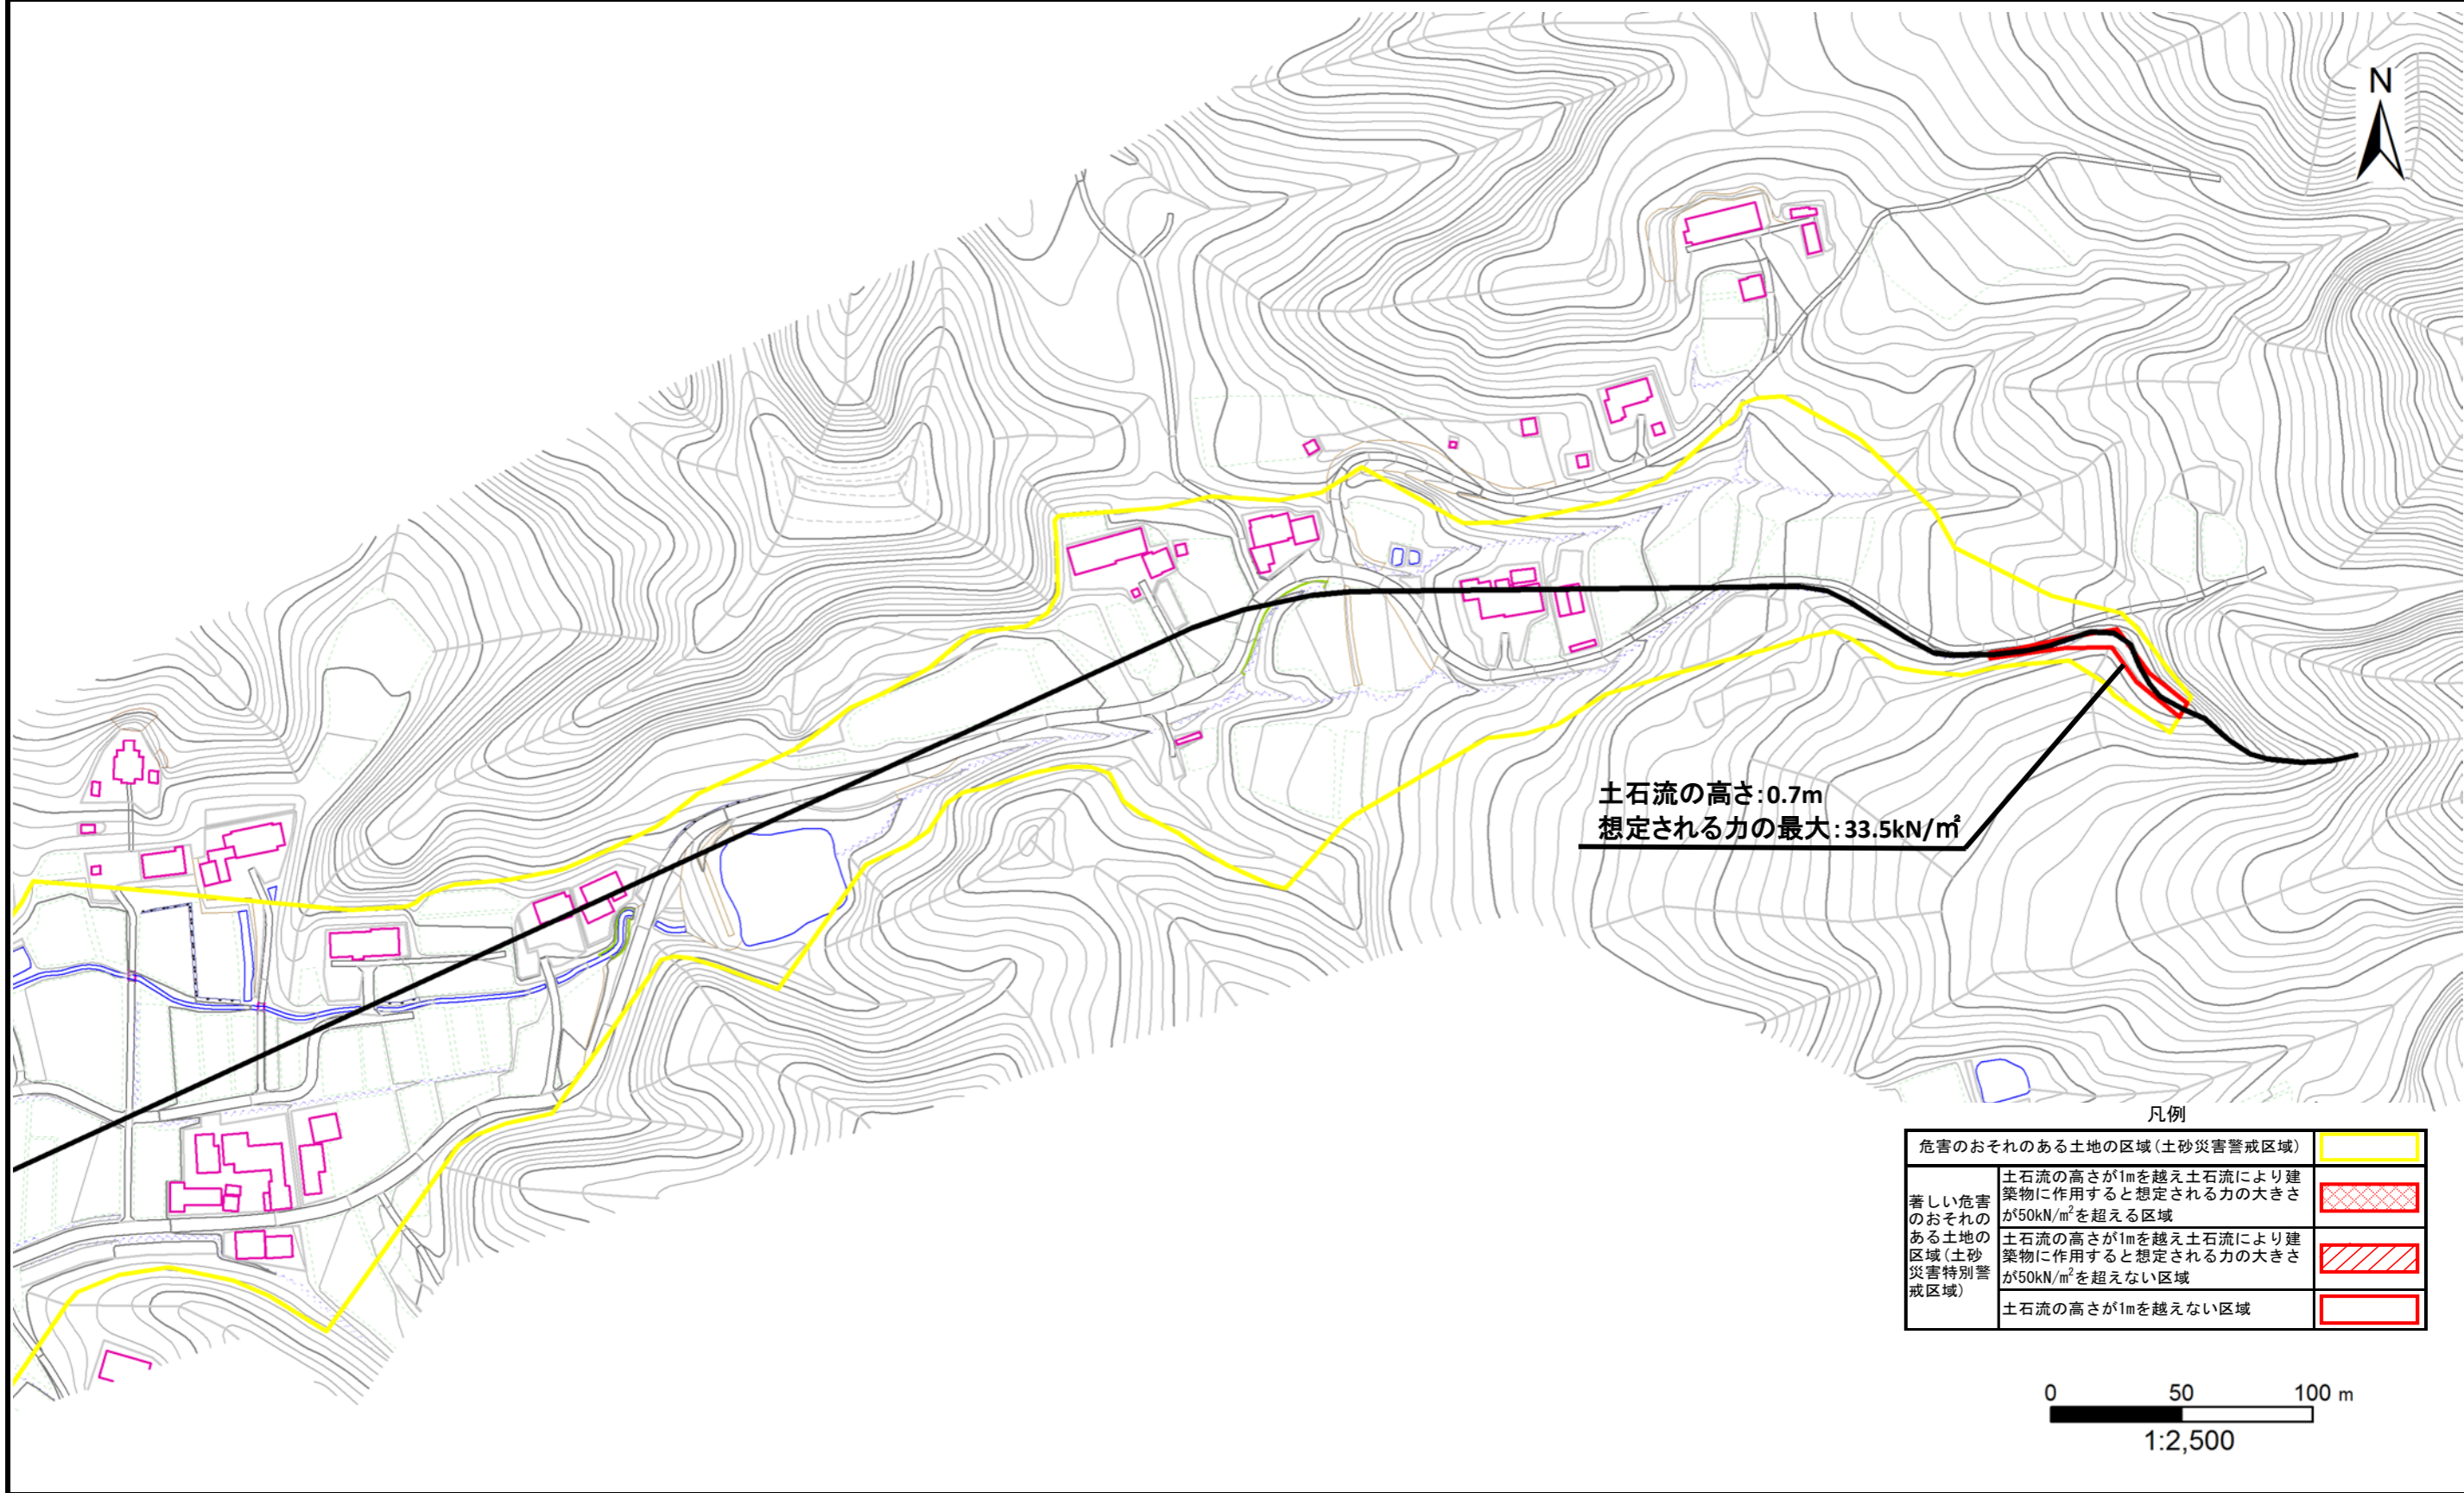 N
土石流の高さ:0.7m
想定される力の最大:33.5kN/㎡
凡例
危害のおそれのある土地の区域(土砂災害警戒区域)
著しい危害
のおそれの
ある土地の
区域(土砂
災害特別警
戒区域)
土石流の高さが1mを越え土石流により建
築物に作用すると想定される力の大きさ
が50kN/m²を超える区域
土石流の高さが1mを越え土石流により建
築物に作用すると想定される力の大きさ
が50kN/m²を超えない区域
土石流の高さが1mを越えない区域
0 50 100 m
1:2,500